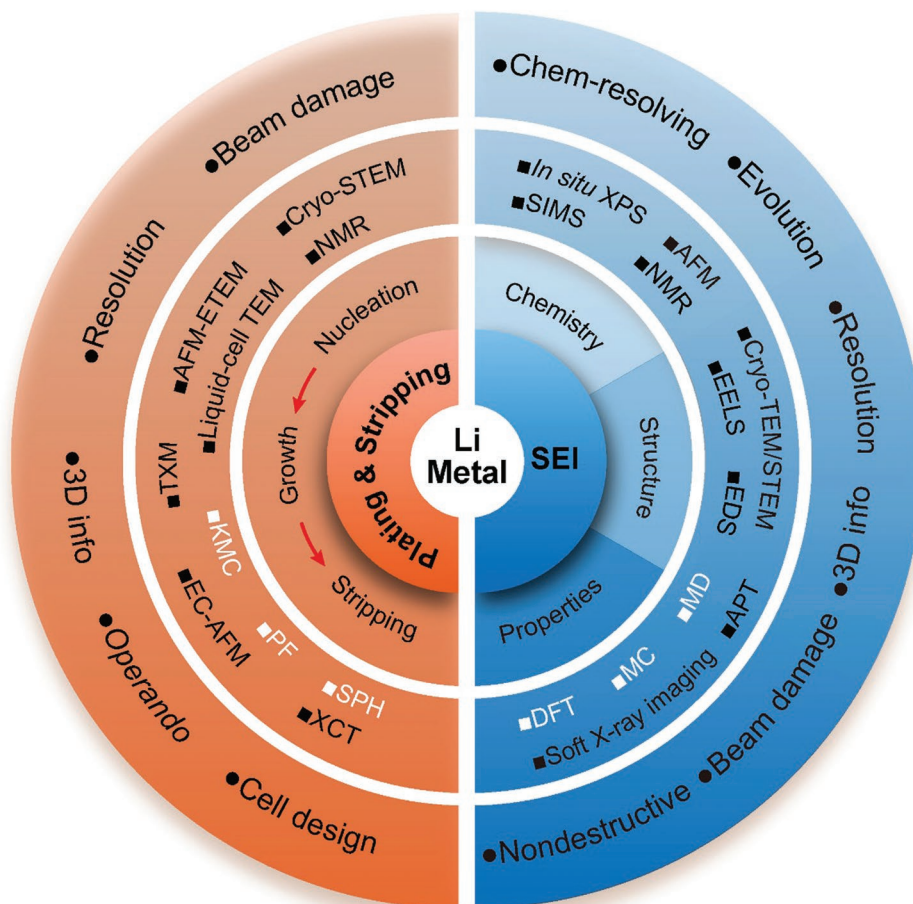 Li
Metal
Plating & Stripping
SEI
Nucleation
Growth
Stripping
Chemistry
Structure
Properties
■Cryo-STEM
■NMR
■AFM-ETEM
■Liquid-cell TEM
■TXM
■KMC
■EC-AFM
■PF
■SPH
■XCT
■In situ XPS
■SIMS
■AFM
■NMR
■Cryo-TEM/STEM
■EELS
■EDS
■APT
■MD
■MC
■DFT
■Soft X-ray imaging
●Beam damage
●Resolution
●3D info
●Operando
●Cell design
●Chem-resolving
●Evolution
●Resolution
●3D info
●Beam damage
●Nondestructive